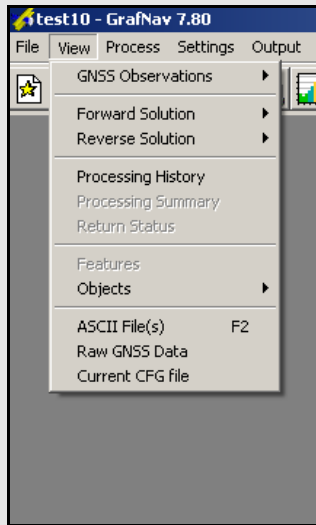 test10 - GrafNav 7.80
File View Process Settings Output
GNSS Observations
Forward Solution
Reverse Solution
Processing History
Processing Summary
Return Status
Features
Objects
ASCII File(s) F2
Raw GNSS Data
Current CFG file